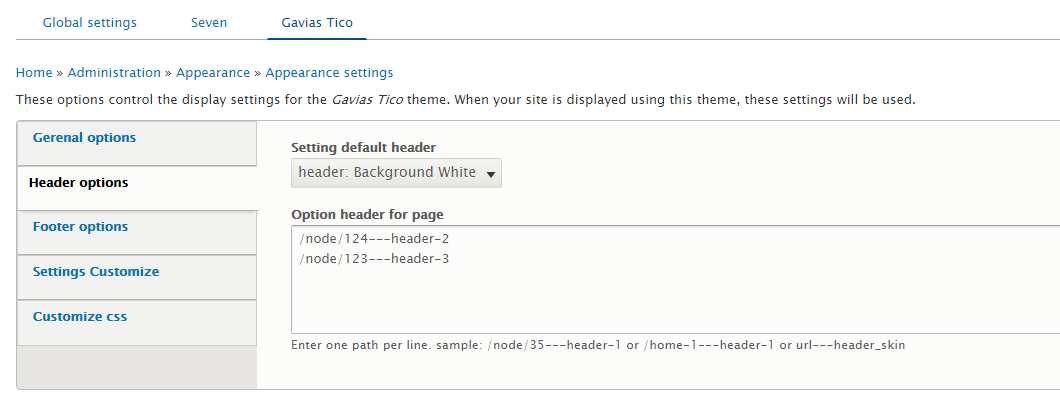 Global settings Seven Gavias Tico
Home » Administration » Appearance » Appearance settings
These options control the display settings for the Gavias Tico theme. When your site is displayed using this theme, these settings will be used.
Gerenal options
Header options
Footer options
Settings Customize
Customize css
Setting default header
header: Background White
Option header for page
/node/124---header-2
/node/123---header-3
Enter one path per line. sample: /node/35---header-1 or /home-1---header-1 or url---header_skin